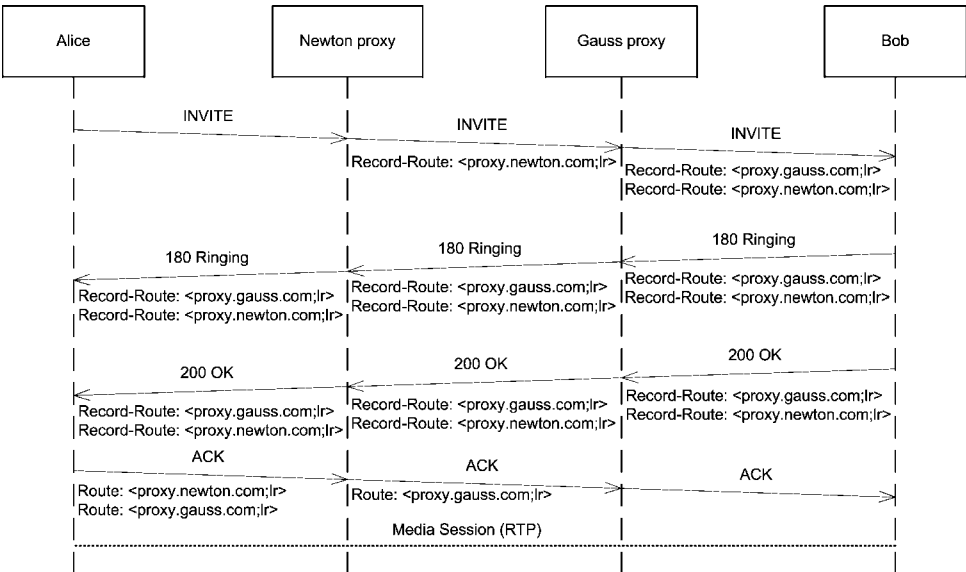 Alice
Newton proxy
Gauss proxy
Bob
INVITE
INVITE
INVITE
Record-Route: <proxy.newton.com;lr>
Record-Route: <proxy.gauss.com;lr>
Record-Route: <proxy.newton.com;lr>
180 Ringing
180 Ringing
180 Ringing
Record-Route: <proxy.gauss.com;lr>
Record-Route: <proxy.newton.com;lr>
Record-Route: <proxy.gauss.com;lr>
Record-Route: <proxy.newton.com;lr>
Record-Route: <proxy.gauss.com;lr>
Record-Route: <proxy.newton.com;lr>
200 OK
200 OK
200 OK
Record-Route: <proxy.gauss.com;lr>
Record-Route: <proxy.newton.com;lr>
Record-Route: <proxy.gauss.com;lr>
Record-Route: <proxy.newton.com;lr>
Record-Route: <proxy.gauss.com;lr>
Record-Route: <proxy.newton.com;lr>
ACK
ACK
ACK
Route: <proxy.newton.com;lr>
Route: <proxy.gauss.com;lr>
Route: <proxy.gauss.com;lr>
Media Session (RTP)